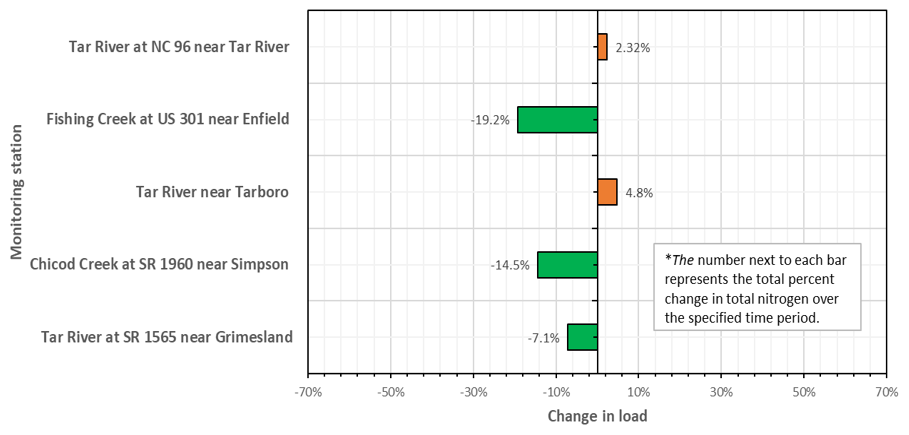 Tar River at NC 96 near Tar River
2.32%
Fishing Creek at US 301 near Enfield
-19.2%
Tar River near Tarboro
4.8%
Chicod Creek at SR 1960 near Simpson
-14.5%
Tar River at SR 1565 near Grimesland
-7.1%
Monitoring station
*The number next to each bar
represents the total percent
change in total nitrogen over
the specified time period.
-70% -50% -30% -10% 10% 30% 50% 70%
Change in load